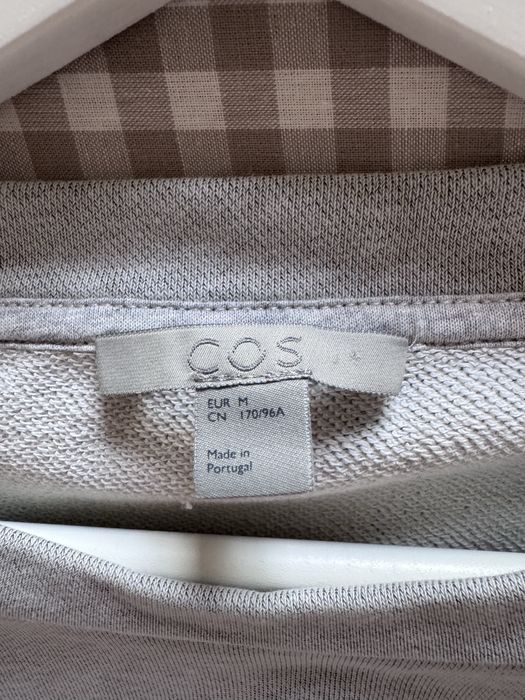 COS
EUR M
CN 170/96A
Made in
Portugal